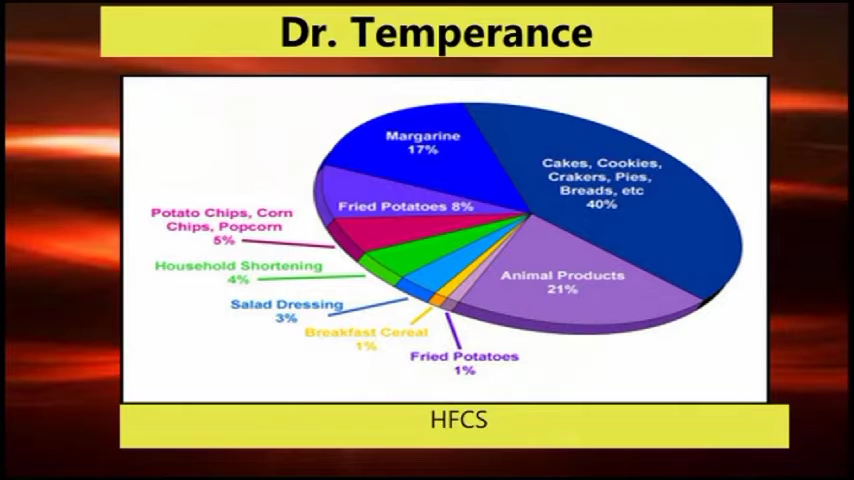 Dr. Temperance
Margarine
17%
Cakes, Cookies,
Crakers, Pies,
Breads, etc
40%
Fried Potatoes 8%
Potato Chips, Corn
Chips, Popcorn
5%
Household Shortening
4%
Animal Products
21%
Salad Dressing
3%
Breakfast Cereal
1%
Fried Potatoes
1%
HFCS